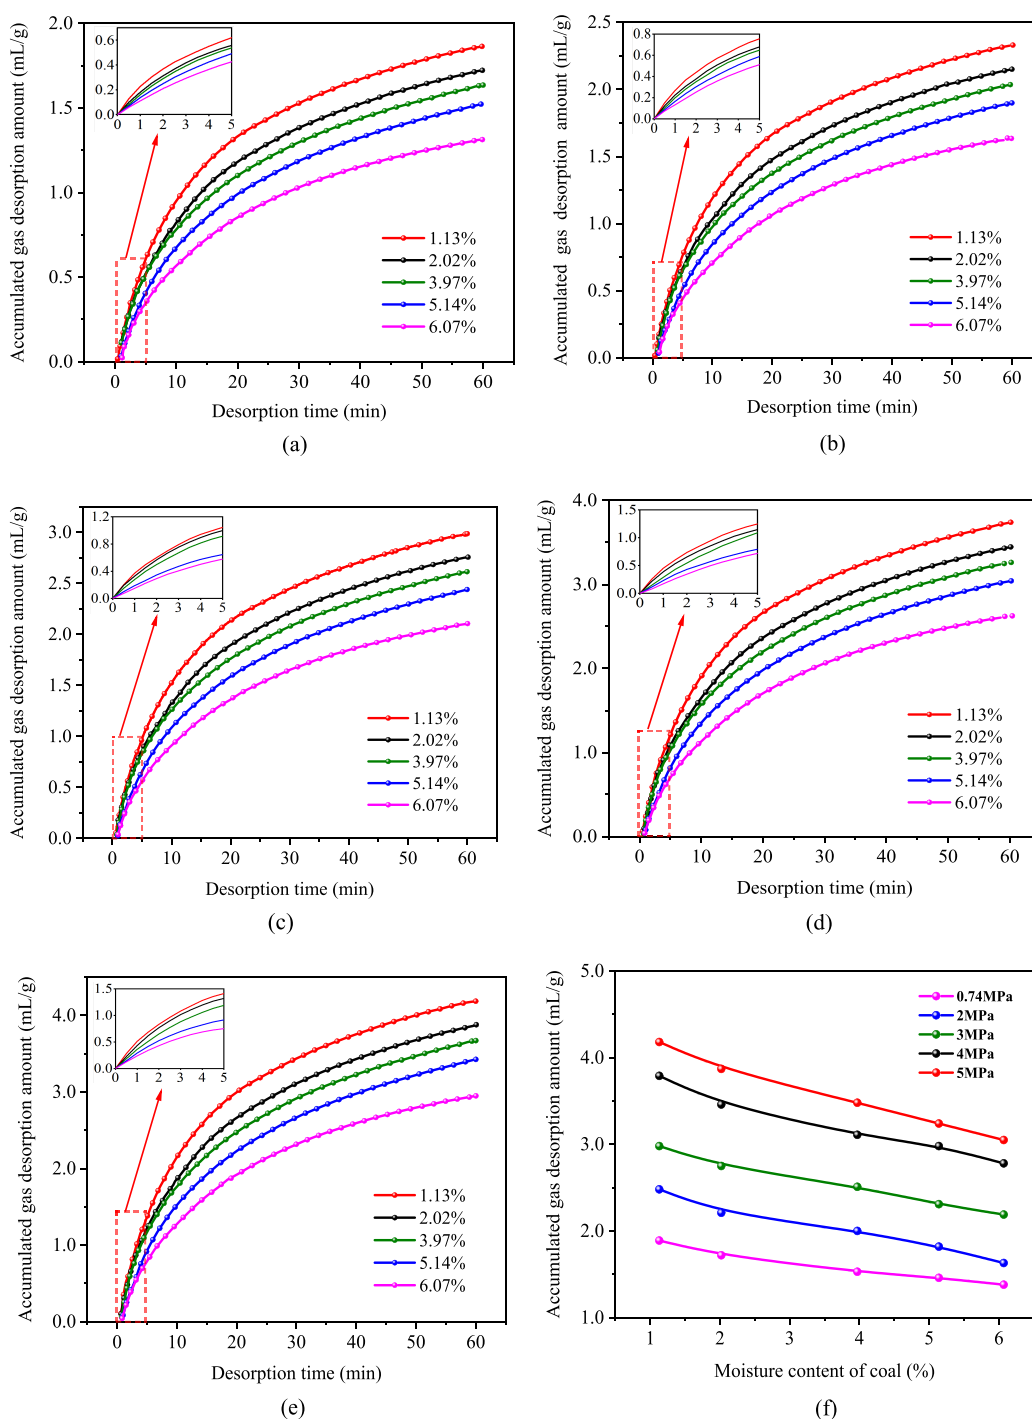 Accumulated gas desorption amount (mL/g)
2.0
1.5
1.0
0.5
0.0
0.6
0.4
0.2
0.0
0 1 2 3 4 5
1.13%
2.02%
3.97%
5.14%
6.07%
0 10 20 30 40 50 60
Desorption time (min)
(a)
Accumulated gas desorption amount (mL/g)
2.5
2.0
1.5
1.0
0.5
0.0
0.8
0.6
0.4
0.2
0.0
0 1 2 3 4 5
1.13%
2.02%
3.97%
5.14%
6.07%
0 10 20 30 40 50 60
Desorption time (min)
(b)
Accumulated gas desorption amount (mL/g)
3.0
2.5
2.0
1.5
1.0
0.5
0.0
1.2
0.8
0.4
0.0
0 1 2 3 4 5
1.13%
2.02%
3.97%
5.14%
6.07%
0 10 20 30 40 50 60
Desorption time (min)
(c)
Accumulated gas desorption amount (mL/g)
4.0
3.0
2.0
1.0
0.0
1.5
1.0
0.5
0.0
0 1 2 3 4 5
1.13%
2.02%
3.97%
5.14%
6.07%
0 10 20 30 40 50 60
Desorption time (min)
(d)
Accumulated gas desorption amount (mL/g)
4.0
3.0
2.0
1.0
0.0
1.5
1.0
0.5
0.0
0 1 2 3 4 5
1.13%
2.02%
3.97%
5.14%
6.07%
0 10 20 30 40 50 60
Desorption time (min)
(e)
Accumulated gas desorption amount (mL/g)
5.0
4.0
3.0
2.0
1.0
0.74MPa
2MPa
3MPa
4MPa
5MPa
1 2 3 4 5 6
Moisture content of coal (%)
(f)